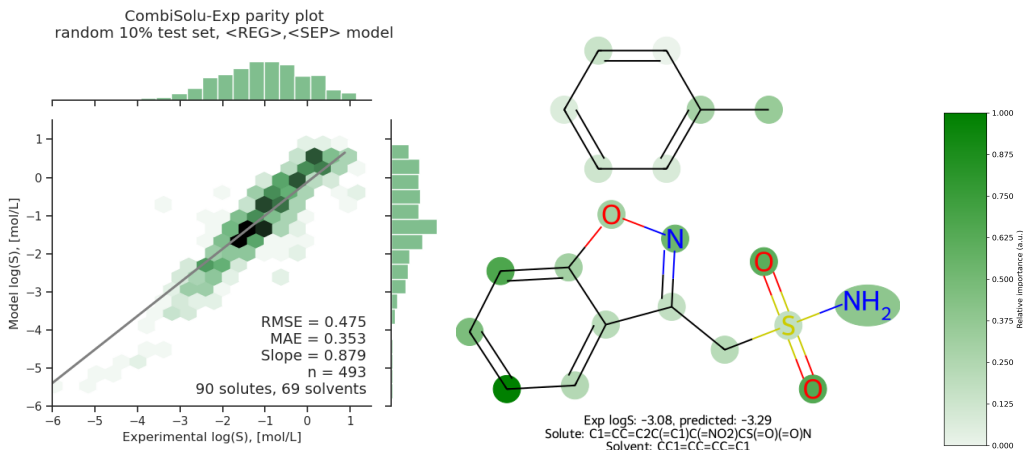 CombiSolu-Exp parity plot
random 10% test set, <REG>,<SEP> model
1
0
−1
−2
−3
−4
−5
−6
Model log(S), [mol/L]
RMSE = 0.475
MAE = 0.353
Slope = 0.879
n = 493
90 solutes, 69 solvents
−6 −5 −4 −3 −2 −1 0 1
Experimental log(S), [mol/L]
O
N
O
S
NH2
O
Exp logS: −3.08, predicted: −3.29
Solute: C1=CC=C2C(=C1)C(=NO2)CS(=O)(=O)N
Solvent: CC1=CC=CC=C1
1.000
0.875
0.750
0.625
0.500
0.375
0.250
0.125
0.000
Relative importance (a.u.)